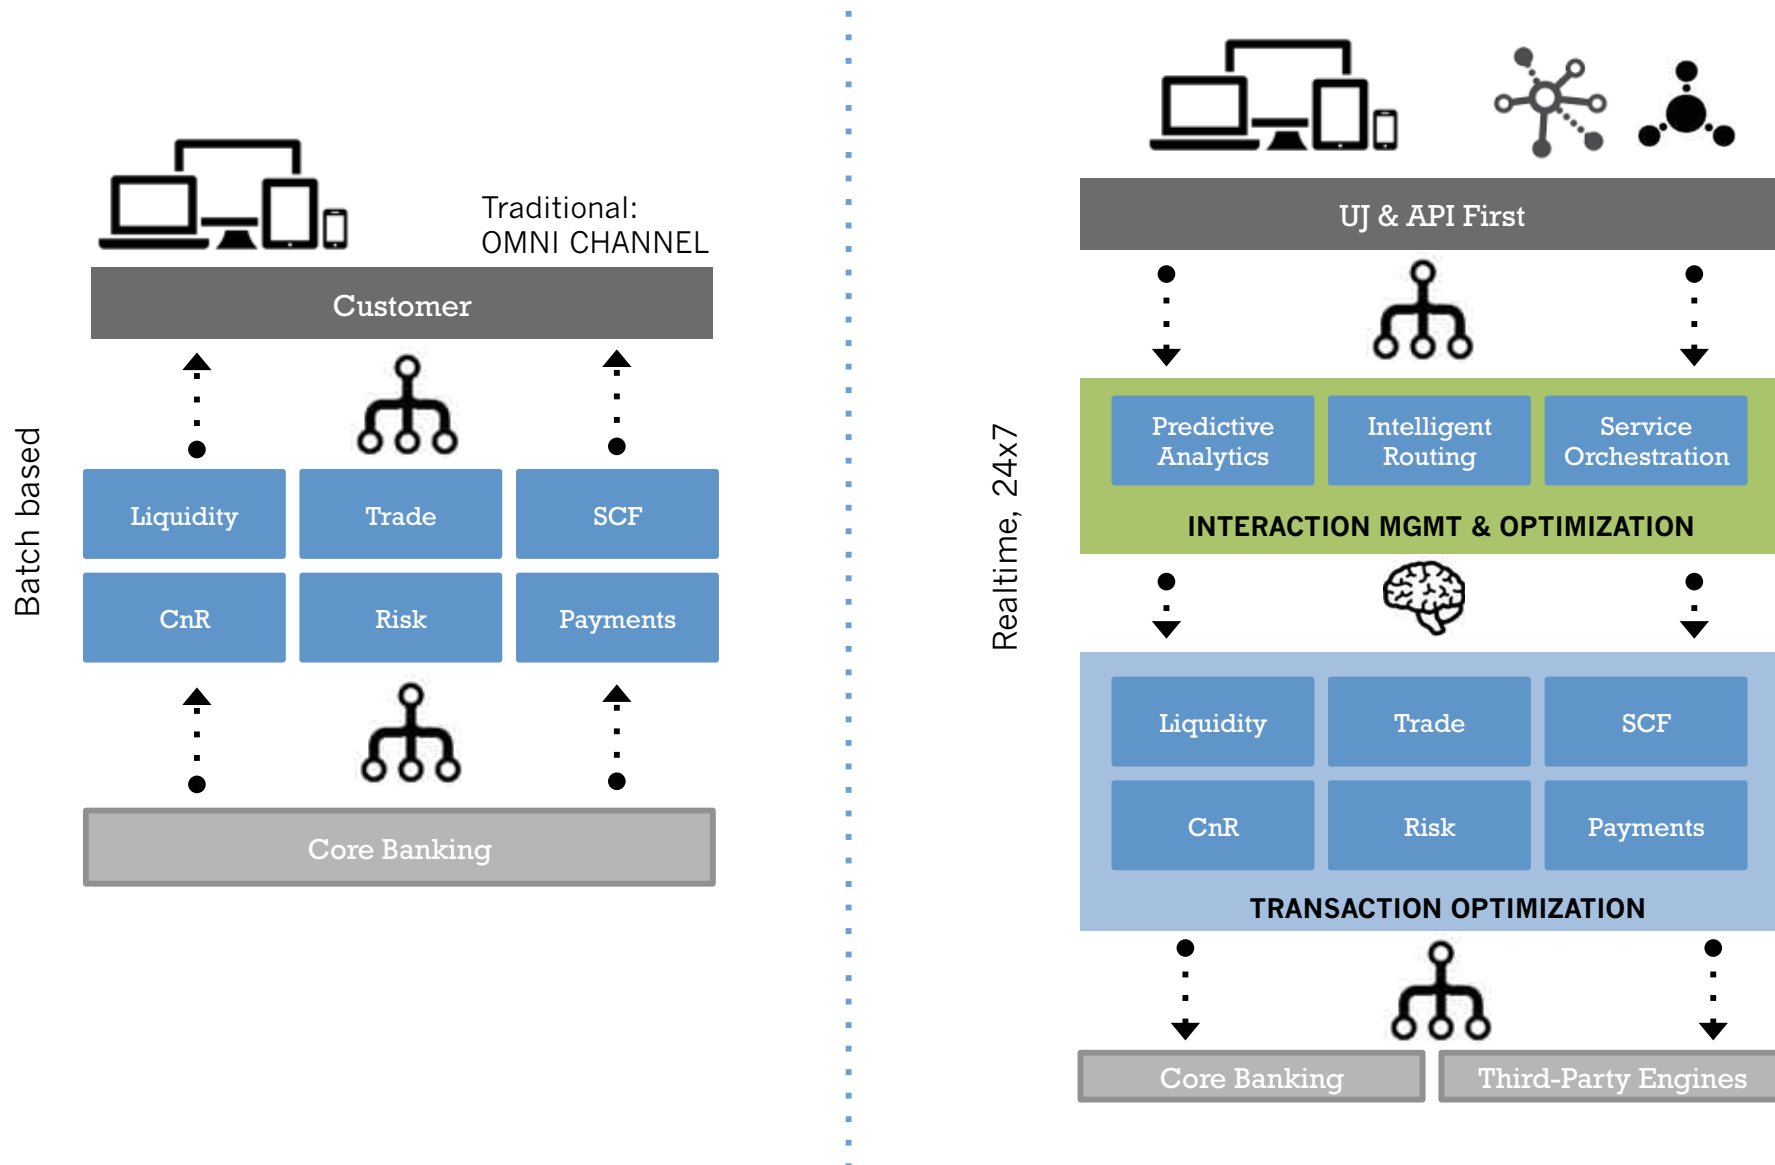 Traditional:
OMNI CHANNEL
Customer
Batch based
Liquidity
Trade
SCF
CnR
Risk
Payments
Core Banking
UJ & API First
Realtime, 24x7
Predictive
Analytics
Intelligent
Routing
Service
Orchestration
INTERACTION MGMT & OPTIMIZATION
Liquidity
Trade
SCF
CnR
Risk
Payments
TRANSACTION OPTIMIZATION
Core Banking
Third-Party Engines